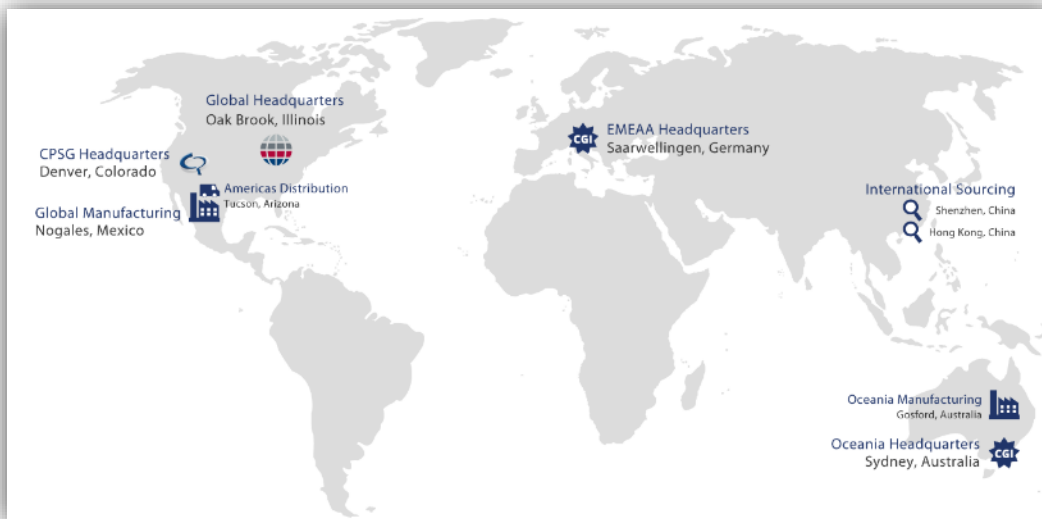 Global Headquarters
Oak Brook, Illinois
CPSG Headquarters
Denver, Colorado
Americas Distribution
Tucson, Arizona
Global Manufacturing
Nogales, Mexico
CGI
EMEAA Headquarters
Saarwellingen, Germany
International Sourcing
Shenzhen, China
Hong Kong, China
Oceania Manufacturing
Gosford, Australia
Oceania Headquarters
Sydney, Australia
CGI